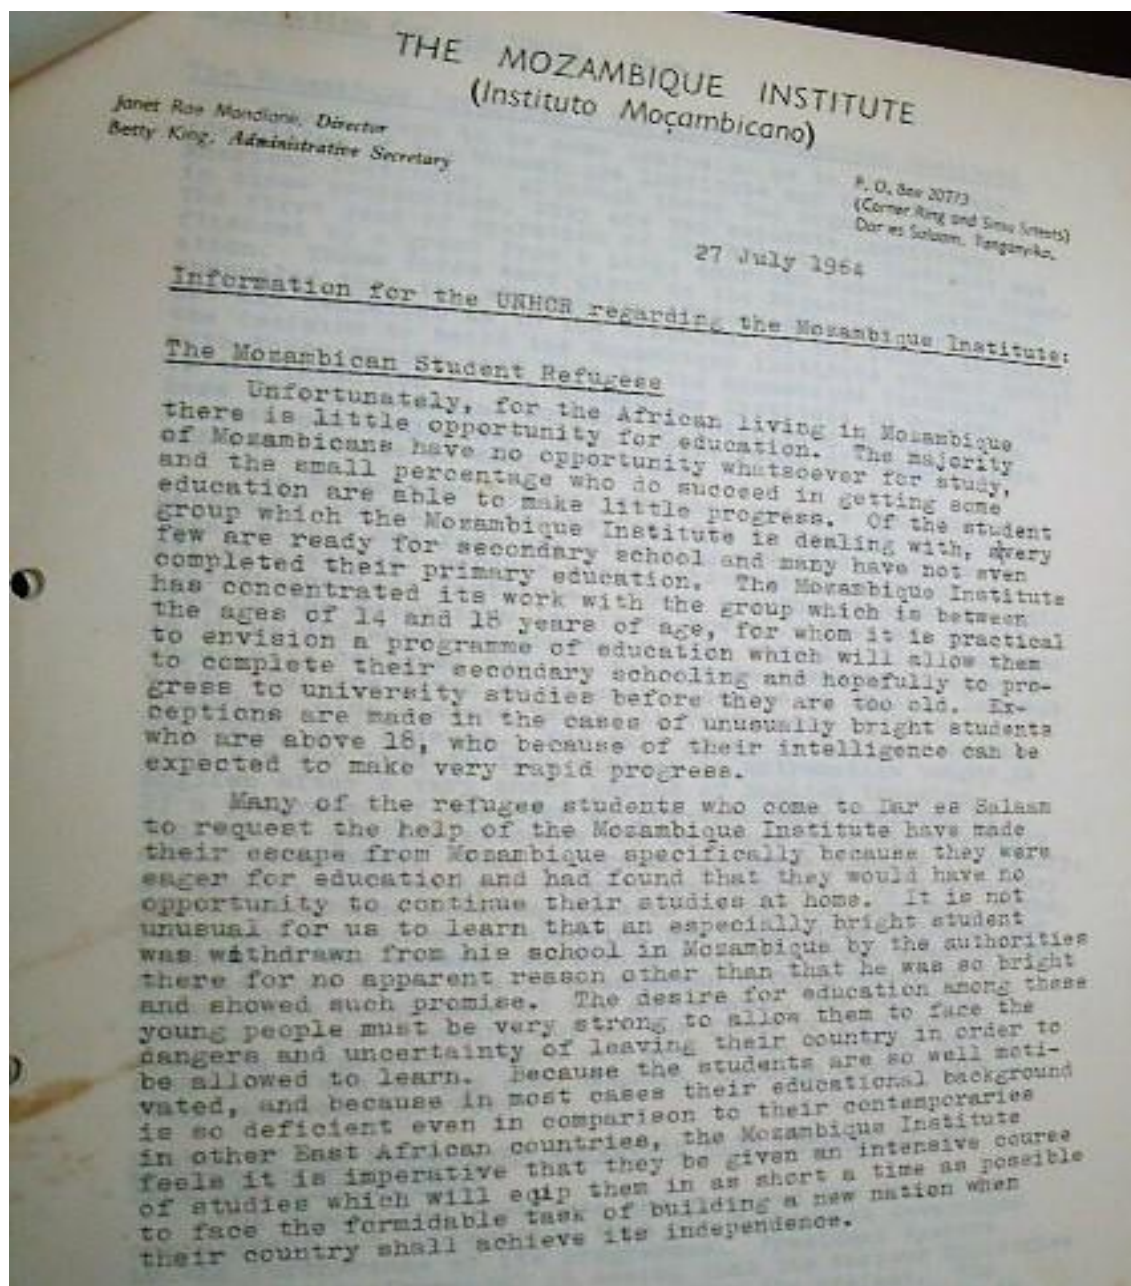 THE MOZAMBIQUE INSTITUTE
(Instituto Moçambicano)
Janet Rae Mondlane, Director
Betty King, Administrative Secretary
P. O. Box 20773
(Corner Ring and Simu Streets)
Dar es Salaam, Tanganyika.
27 July 1964
Information for the UNHCR regarding the Mozambique Institute:
The Mozambican Student Refugees
Unfortunately, for the African living in Mozambique
there is little opportunity for education. The majority
of Mozambicans have no opportunity whatsoever for study,
and the small percentage who do succeed in getting some
education are able to make little progress. Of the student
group which the Mozambique Institute is dealing with, very
few are ready for secondary school and many have not even
completed their primary education. The Mozambique Institute
has concentrated its work with the group which is between
the ages of 14 and 18 years of age, for whom it is practical
to envision a programme of education which will allow them
to complete their secondary schooling and hopefully to pro-
gress to university studies before they are too old. Ex-
ceptions are made in the cases of unusually bright students
who are above 18, who because of their intelligence can be
expected to make very rapid progress.
Many of the refugee students who come to Dar es Salaam
to request the help of the Mozambique Institute have made
their escape from Mozambique specifically because they were
eager for education and had found that they would have no
opportunity to continue their studies at home. It is not
unusual for us to learn that an especially bright student
was withdrawn from his school in Mozambique by the authorities
there for no apparent reason other than that he was so bright
and showed such promise. The desire for education among these
young people must be very strong to allow them to face the
dangers and uncertainty of leaving their country in order to
be allowed to learn. Because the students are so well moti-
vated, and because in most cases their educational background
is so deficient even in comparison to their contemporaries
in other East African countries, the Mozambique Institute
feels it is imperative that they be given an intensive course
of studies which will eqip them in as short a time as possible
to face the formidable task of building a new nation when
their country shall achieve its independence.